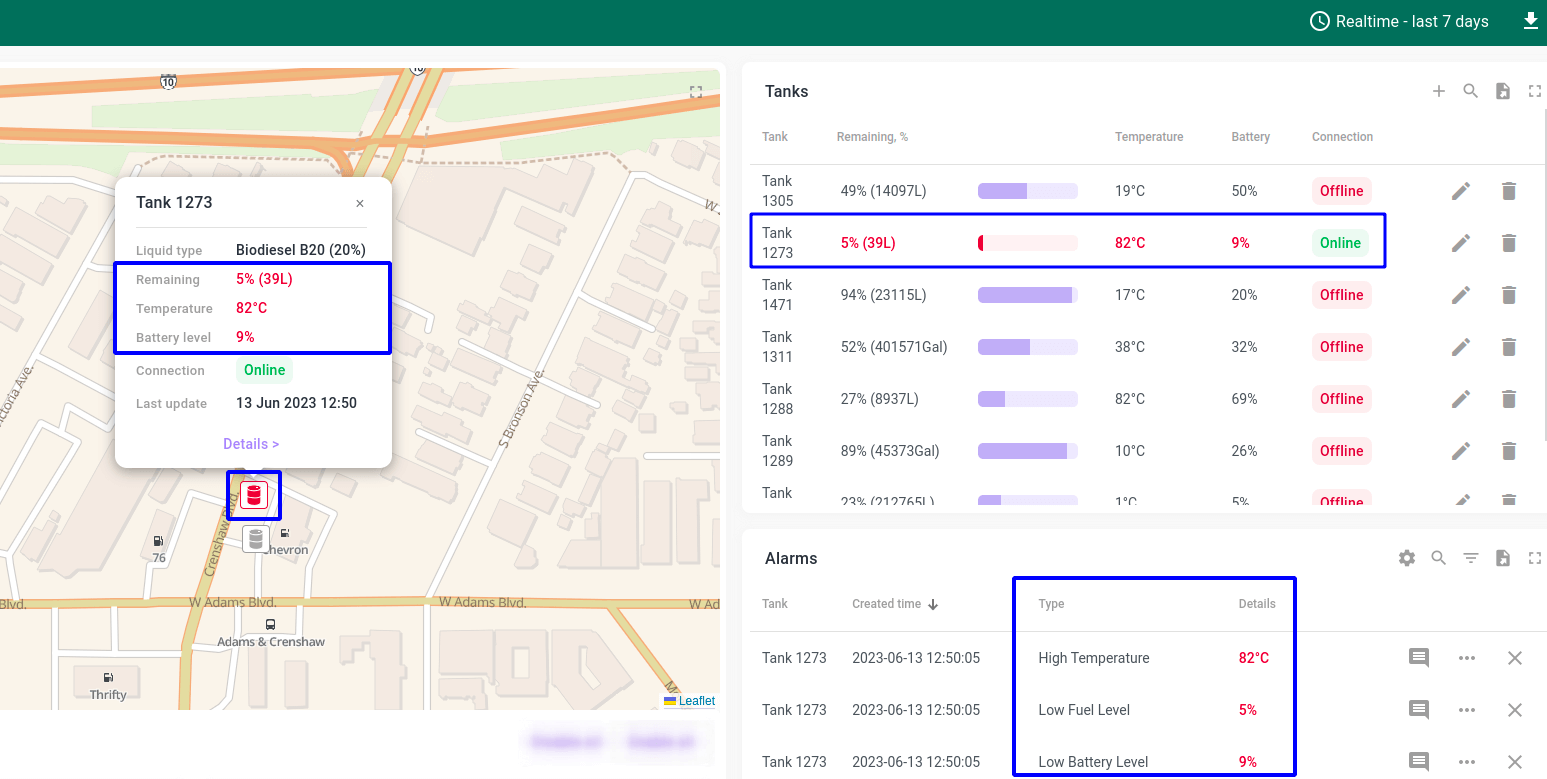 Realtime - last 7 days
10
10
Tank 1273
×
Liquid type Biodiesel B20 (20%)
Remaining 5% (39L)
Temperature 82°C
Battery level 9%
Connection Online
Last update 13 Jun 2023 12:50
Details >
S Bronson Ave.
Crenshaw Blvd.
76
Chevron
Blvd.
W Adams Blvd.
W Adams Blvd.
W Ad
Adams & Crenshaw
Thrifty
Leaflet
Tanks
Tank Remaining, % Temperature Battery Connection
Tank
1305
49% (14097L) 19°C 50% Offline
Tank
1273
5% (39L) 82°C 9% Online
Tank
1471
94% (23115L) 17°C 20% Offline
Tank
1311
52% (401571Gal) 38°C 32% Offline
Tank
1288
27% (8937L) 82°C 69% Offline
Tank
1289
89% (45373Gal) 10°C 26% Offline
Tank
23% (212765L) 1°C 5% Offline
Alarms
Tank Created time Type Details
Tank 1273 2023-06-13 12:50:05 High Temperature 82°C
Tank 1273 2023-06-13 12:50:05 Low Fuel Level 5%
Tank 1273 2023-06-13 12:50:05 Low Battery Level 9%